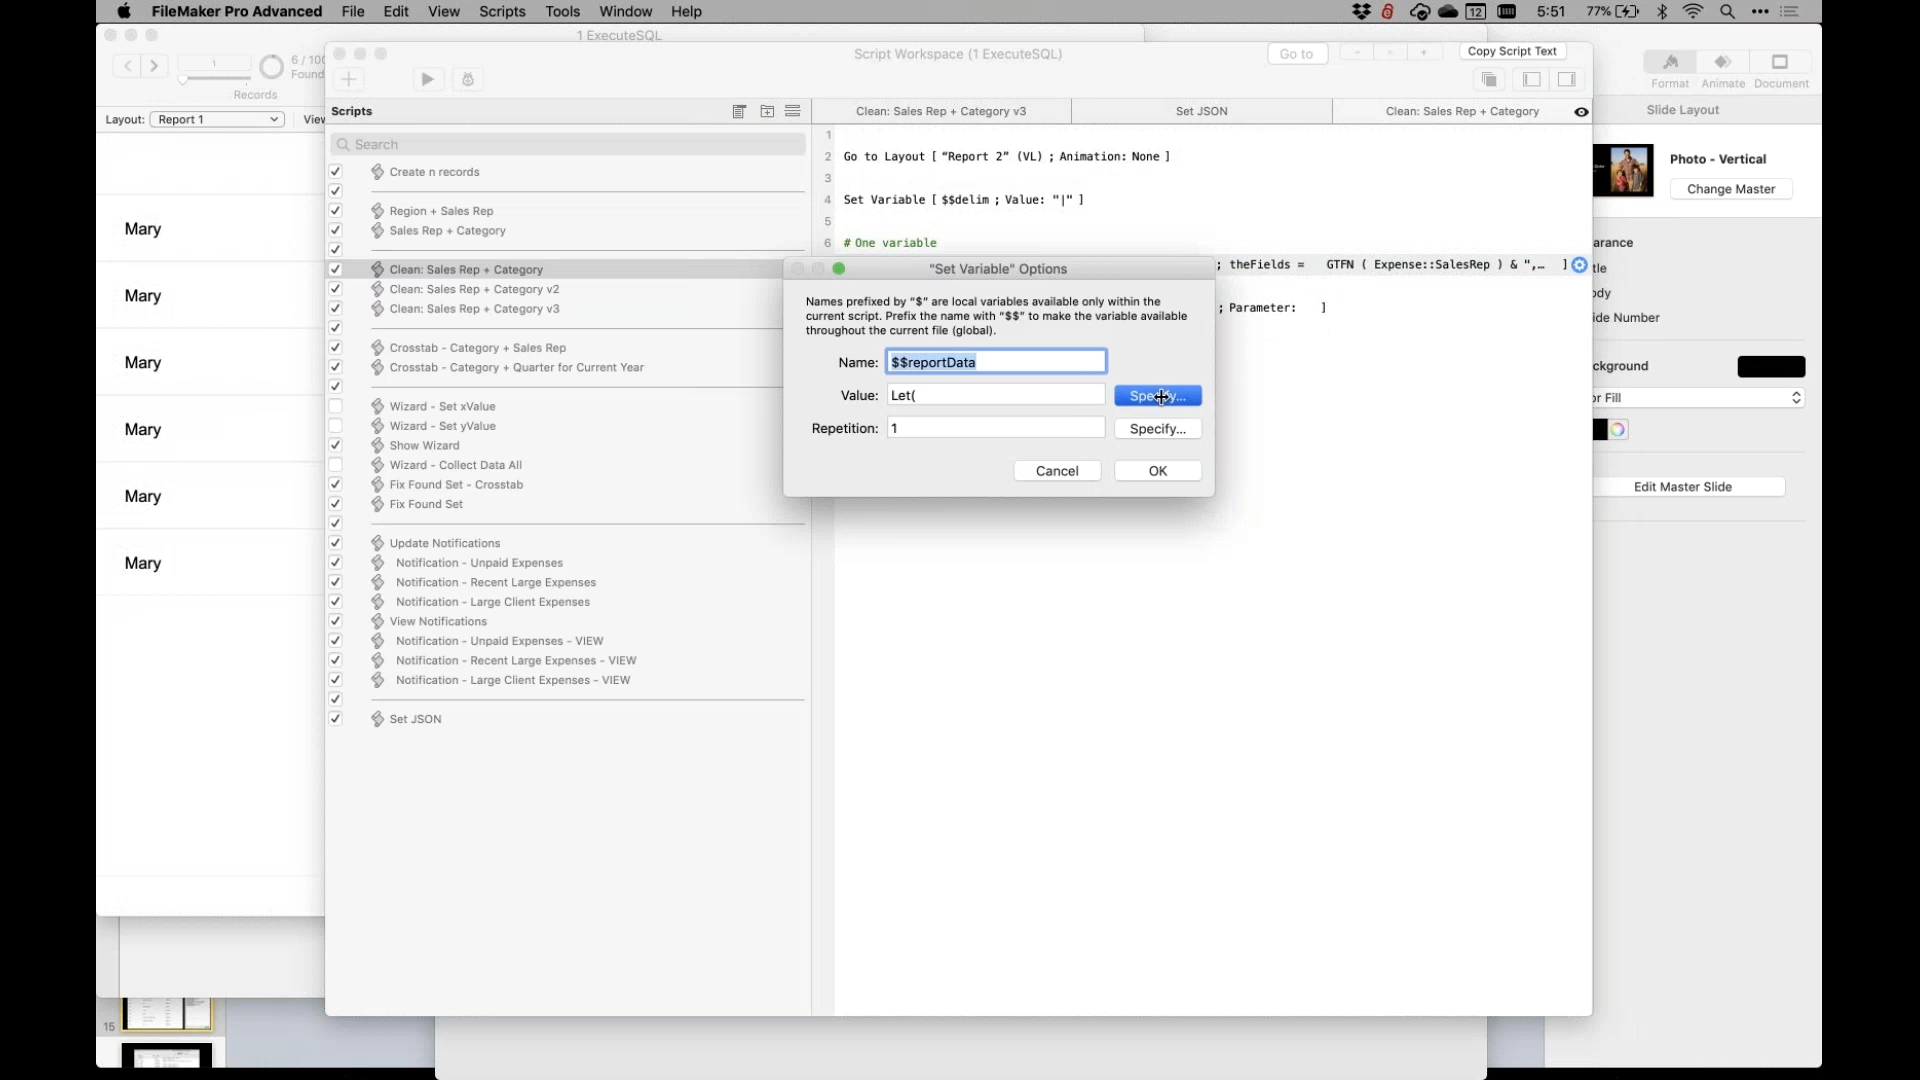 FileMaker Pro Advanced File Edit View Scripts Tools Window Help
12 5:51 77%
1 ExecuteSQL
Script Workspace (1 ExecuteSQL)
Go to
Copy Script Text
1
6 / 100
Found
Records
Format Animate Document
Layout: Report 1
Scripts
Clean: Sales Rep + Category v3
Set JSON
Clean: Sales Rep + Category
Slide Layout
Search
Create n records
Region + Sales Rep
Sales Rep + Category
Clean: Sales Rep + Category
Clean: Sales Rep + Category v2
Clean: Sales Rep + Category v3
Crosstab - Category + Sales Rep
Crosstab - Category + Quarter for Current Year
Wizard - Set xValue
Wizard - Set yValue
Show Wizard
Wizard - Collect Data All
Fix Found Set - Crosstab
Fix Found Set
Update Notifications
Notification - Unpaid Expenses
Notification - Recent Large Expenses
Notification - Large Client Expenses
View Notifications
Notification - Unpaid Expenses - VIEW
Notification - Recent Large Expenses - VIEW
Notification - Large Client Expenses - VIEW
Set JSON
Mary
Mary
Mary
Mary
Mary
Mary
1
2 Go to Layout [ “Report 2” (VL) ; Animation: None ]
3
4 Set Variable [ $$delim ; Value: "|" ]
5
6 # One variable
; theFields = GTFN ( Expense::SalesRep ) & ",… ]
; Parameter: ]
"Set Variable" Options
Names prefixed by “$” are local variables available only within the
current script. Prefix the name with “$$” to make the variable available
throughout the current file (global).
Name: $$reportData
Value: Let( Specify...
Repetition: 1 Specify...
Cancel OK
Photo - Vertical
Change Master
arance
tle
ody
ide Number
ckground
or Fill
Edit Master Slide
15